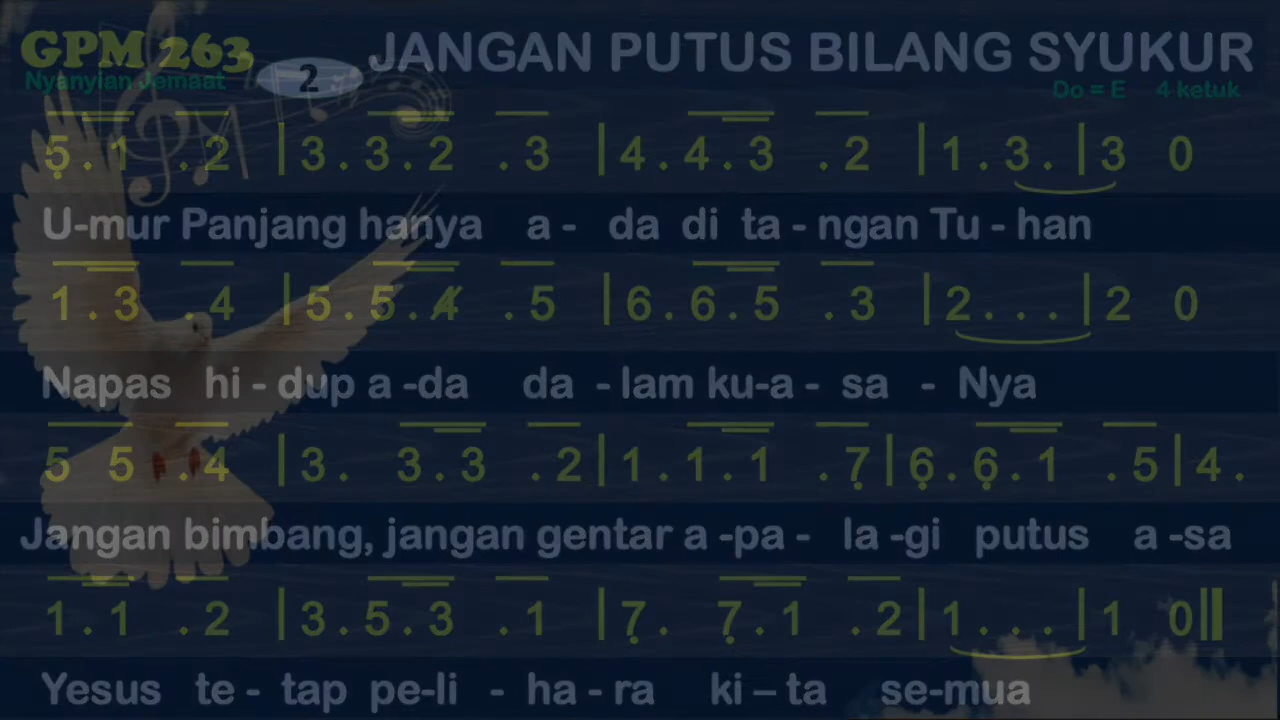 GPM 263 2 JANGAN PUTUS BILANG SYUKUR
Nyanyian Jemaat Do = E 4 ketuk
5 . 1 . 2 | 3 . 3 . 2 . 3 | 4 . 4 . 3 . 2 | 1 . 3 . | 3 0
U-mur Panjang hanya a - da di ta - ngan Tu - han
1 . 3 . 4 | 5 . 5 . 4 . 5 | 6 . 6 . 5 . 3 | 2 . . . | 2 0
Napas hi - dup a -da da - lam ku-a - sa - Nya
5 5 . 4 | 3 . 3 . 3 . 2 | 1 . 1 . 1 . 7 | 6 . 6 . 1 . 5 | 4 .
Jangan bimbang, jangan gentar a -pa - la -gi putus a -sa
1 . 1 . 2 | 3 . 5 . 3 . 1 | 7 . 7 . 1 . 2 | 1 . . . | 1 0 ||
Yesus te - tap pe-li - ha - ra ki – ta se-mua